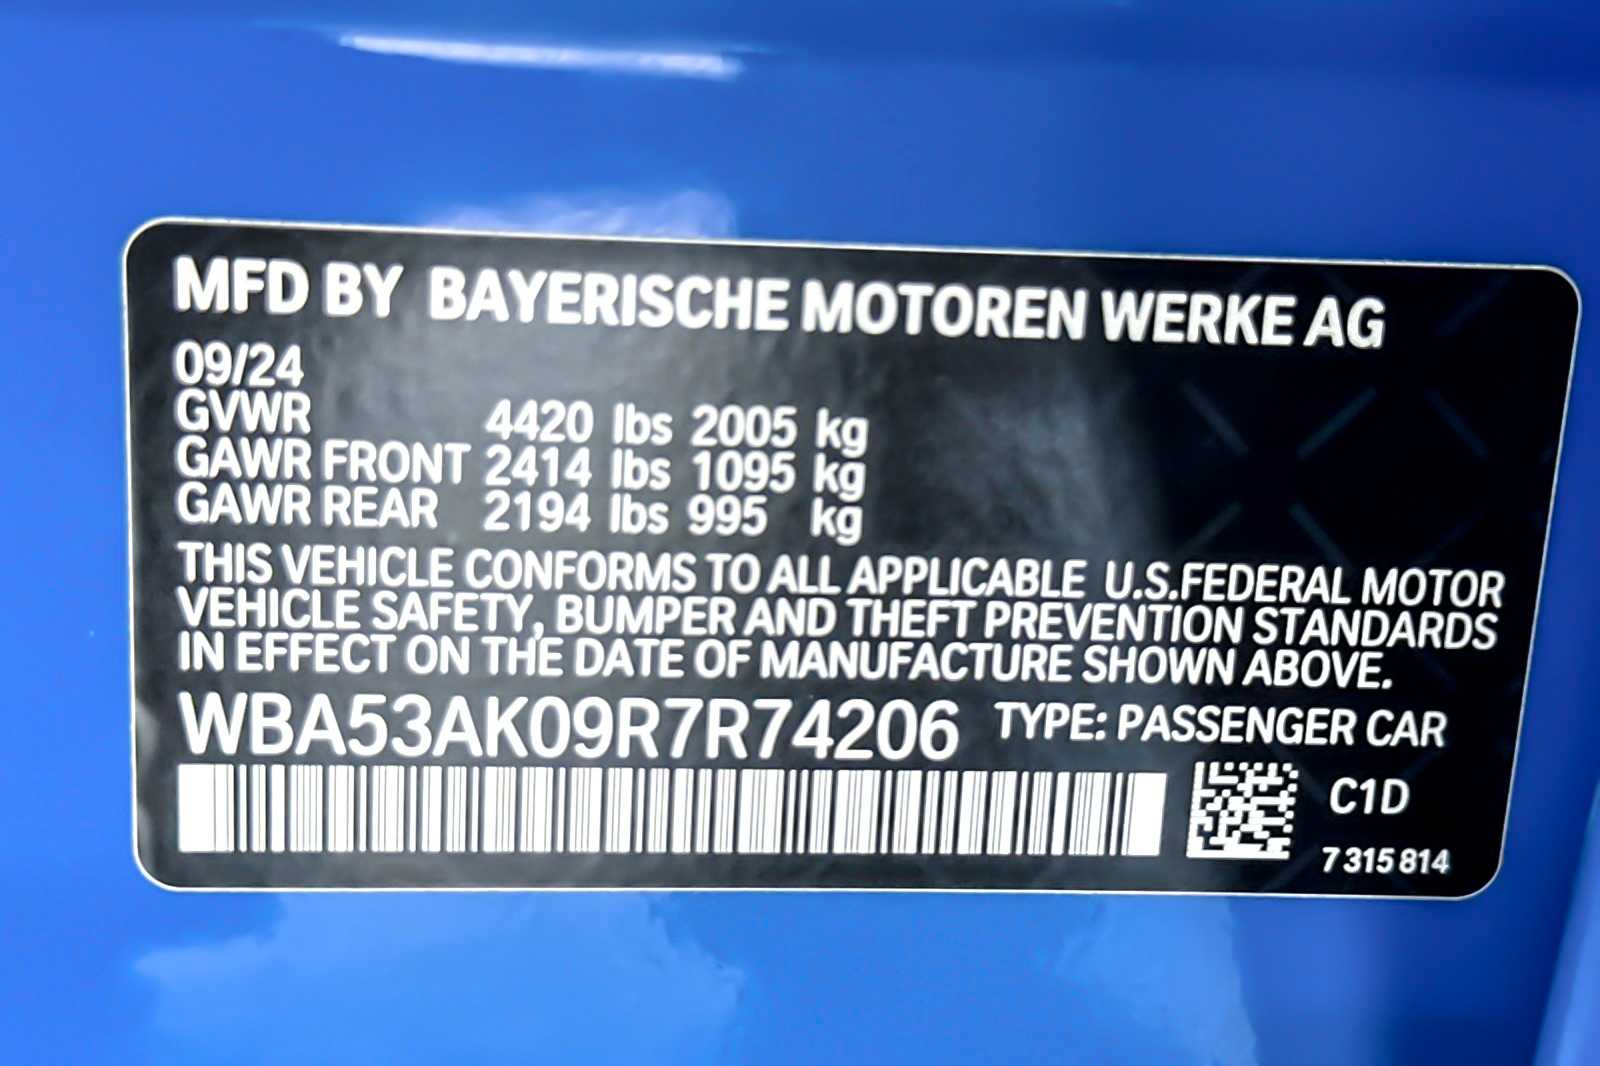 MFD BY BAYERISCHE MOTOREN WERKE AG
09/24
GVWR 4420 lbs 2005 kg
GAWR FRONT 2414 lbs 1095 kg
GAWR REAR 2194 lbs 995 kg
THIS VEHICLE CONFORMS TO ALL APPLICABLE U.S.FEDERAL MOTOR
VEHICLE SAFETY, BUMPER AND THEFT PREVENTION STANDARDS
IN EFFECT ON THE DATE OF MANUFACTURE SHOWN ABOVE.
WBA53AK09R7R74206 TYPE: PASSENGER CAR
C1D
7 315 814